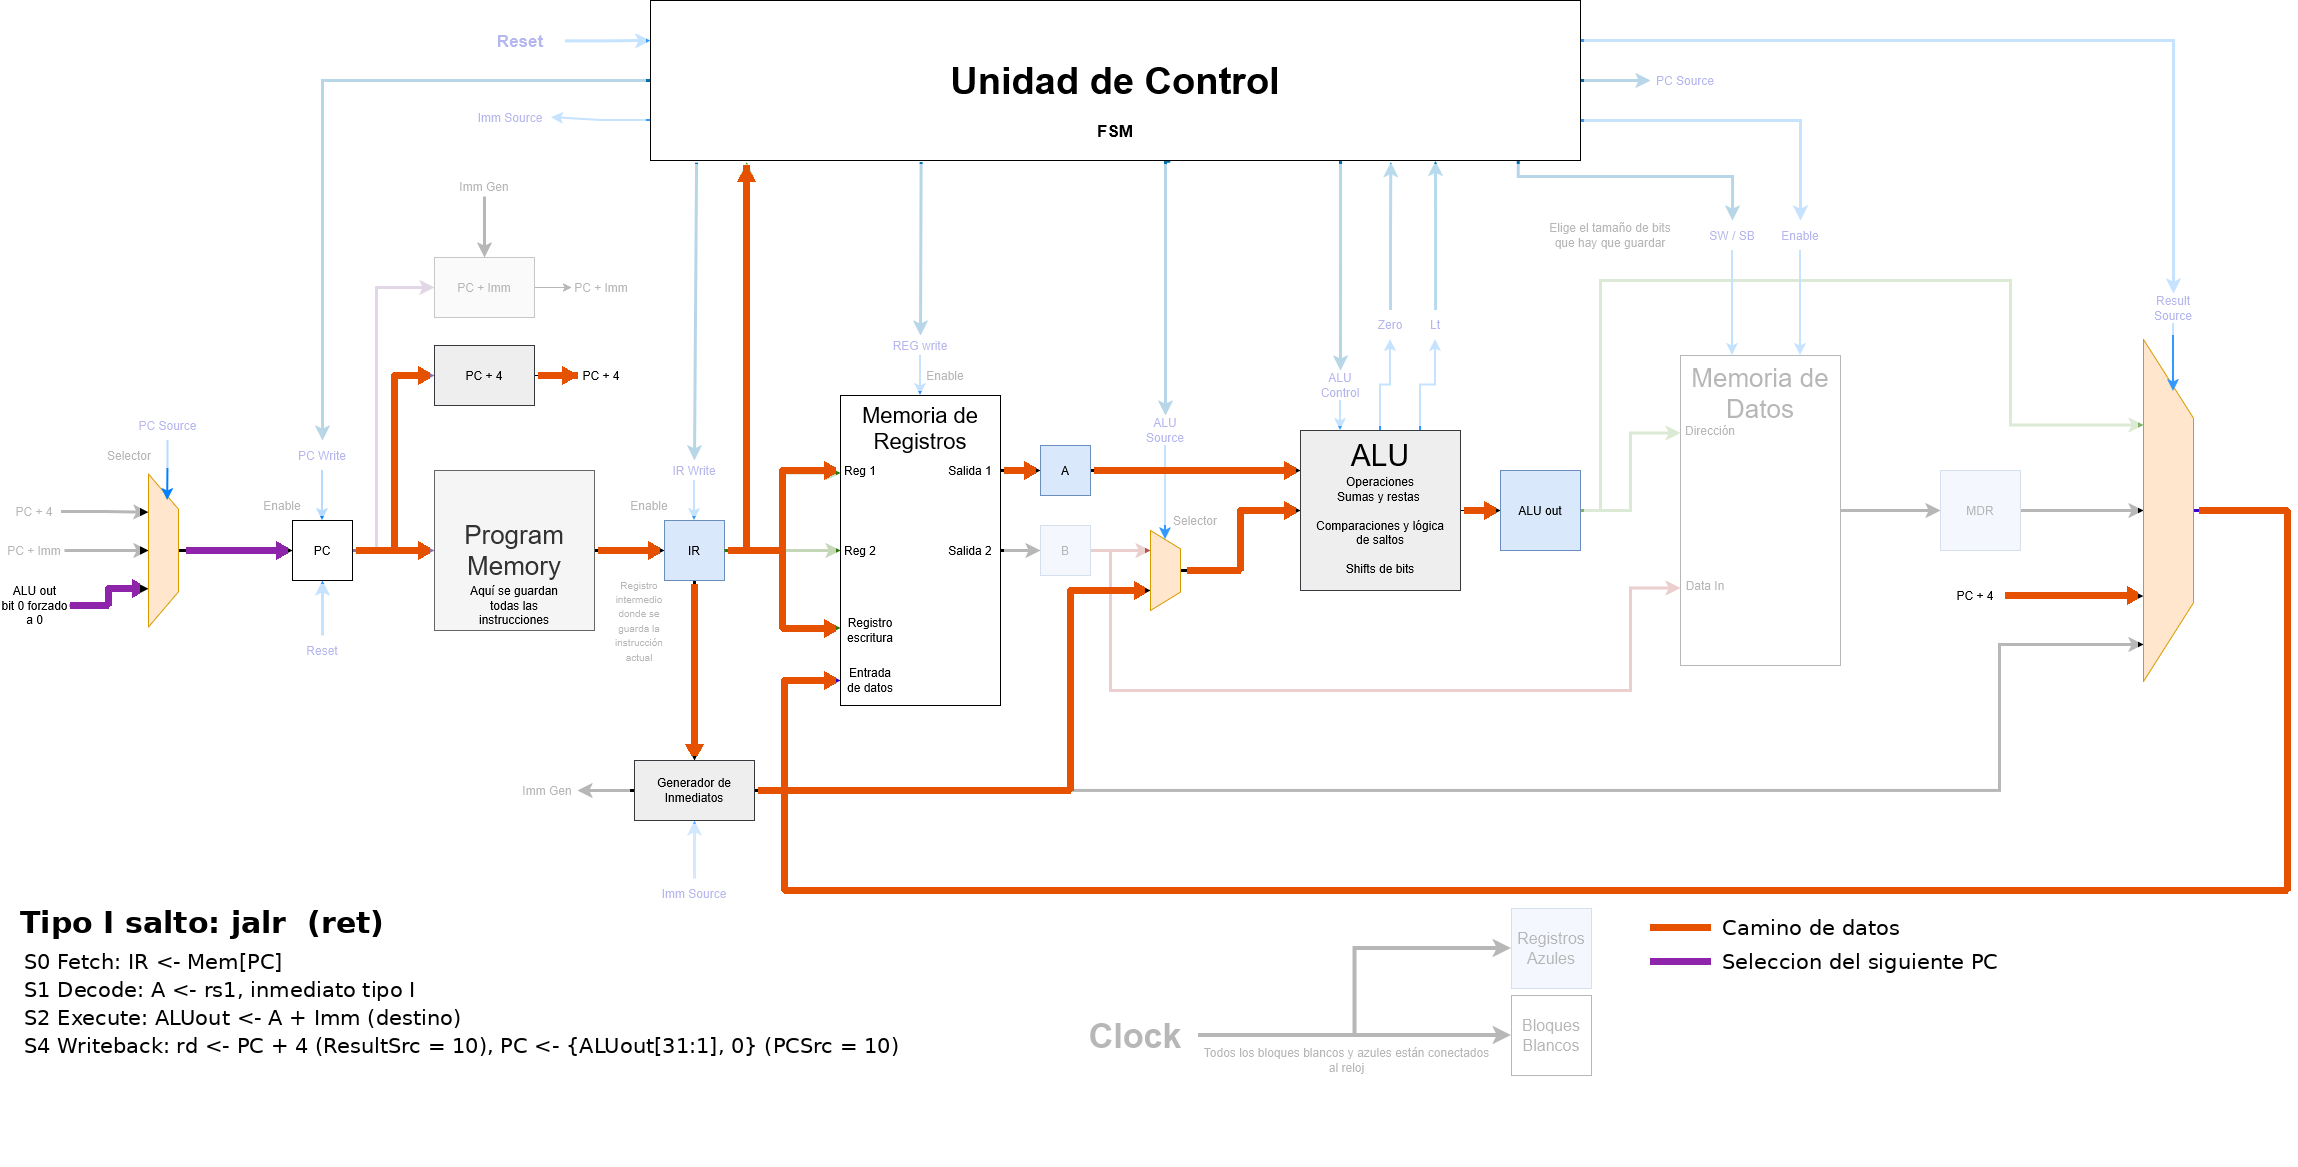 Reset
Unidad de Control
FSM
PC Source
Imm Source
Imm Gen
PC + Imm
PC + Imm
PC + 4
PC + 4
Elige el tamaño de bits
que hay que guardar
SW / SB
Enable
Result
Source
Zero
Lt
REG write
Enable
ALU
Control
PC Source
Selector
PC Write
Enable
IR Write
Enable
ALU
Source
Selector
PC + 4
PC + Imm
ALU out
bit 0 forzado
a 0
PC
Reset
Program
Memory
Aquí se guardan
todas las
instrucciones
IR
Registro
intermedio
donde se
guarda la
instrucción
actual
Memoria de
Registros
Reg 1
Salida 1
Reg 2
Salida 2
Registro
escritura
Entrada
de datos
A
B
ALU
Operaciones
Sumas y restas
Comparaciones y lógica
de saltos
Shifts de bits
ALU out
Memoria de
Datos
Dirección
Data In
MDR
PC + 4
Imm Gen
Generador de
Inmediatos
Imm Source
Tipo I salto: jalr (ret)
S0 Fetch: IR <- Mem[PC]
S1 Decode: A <- rs1, inmediato tipo I
S2 Execute: ALUout <- A + Imm (destino)
S4 Writeback: rd <- PC + 4 (ResultSrc = 10), PC <- {ALUout[31:1], 0} (PCSrc = 10)
Clock
Todos los bloques blancos y azules están conectados
al reloj
Registros
Azules
Bloques
Blancos
Camino de datos
Seleccion del siguiente PC